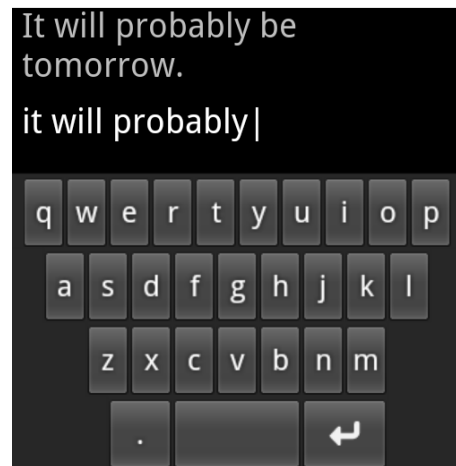 It will probably be
tomorrow.
it will probably
q w e r t y u i o p
a s d f g h j k l
z x c v b n m
.